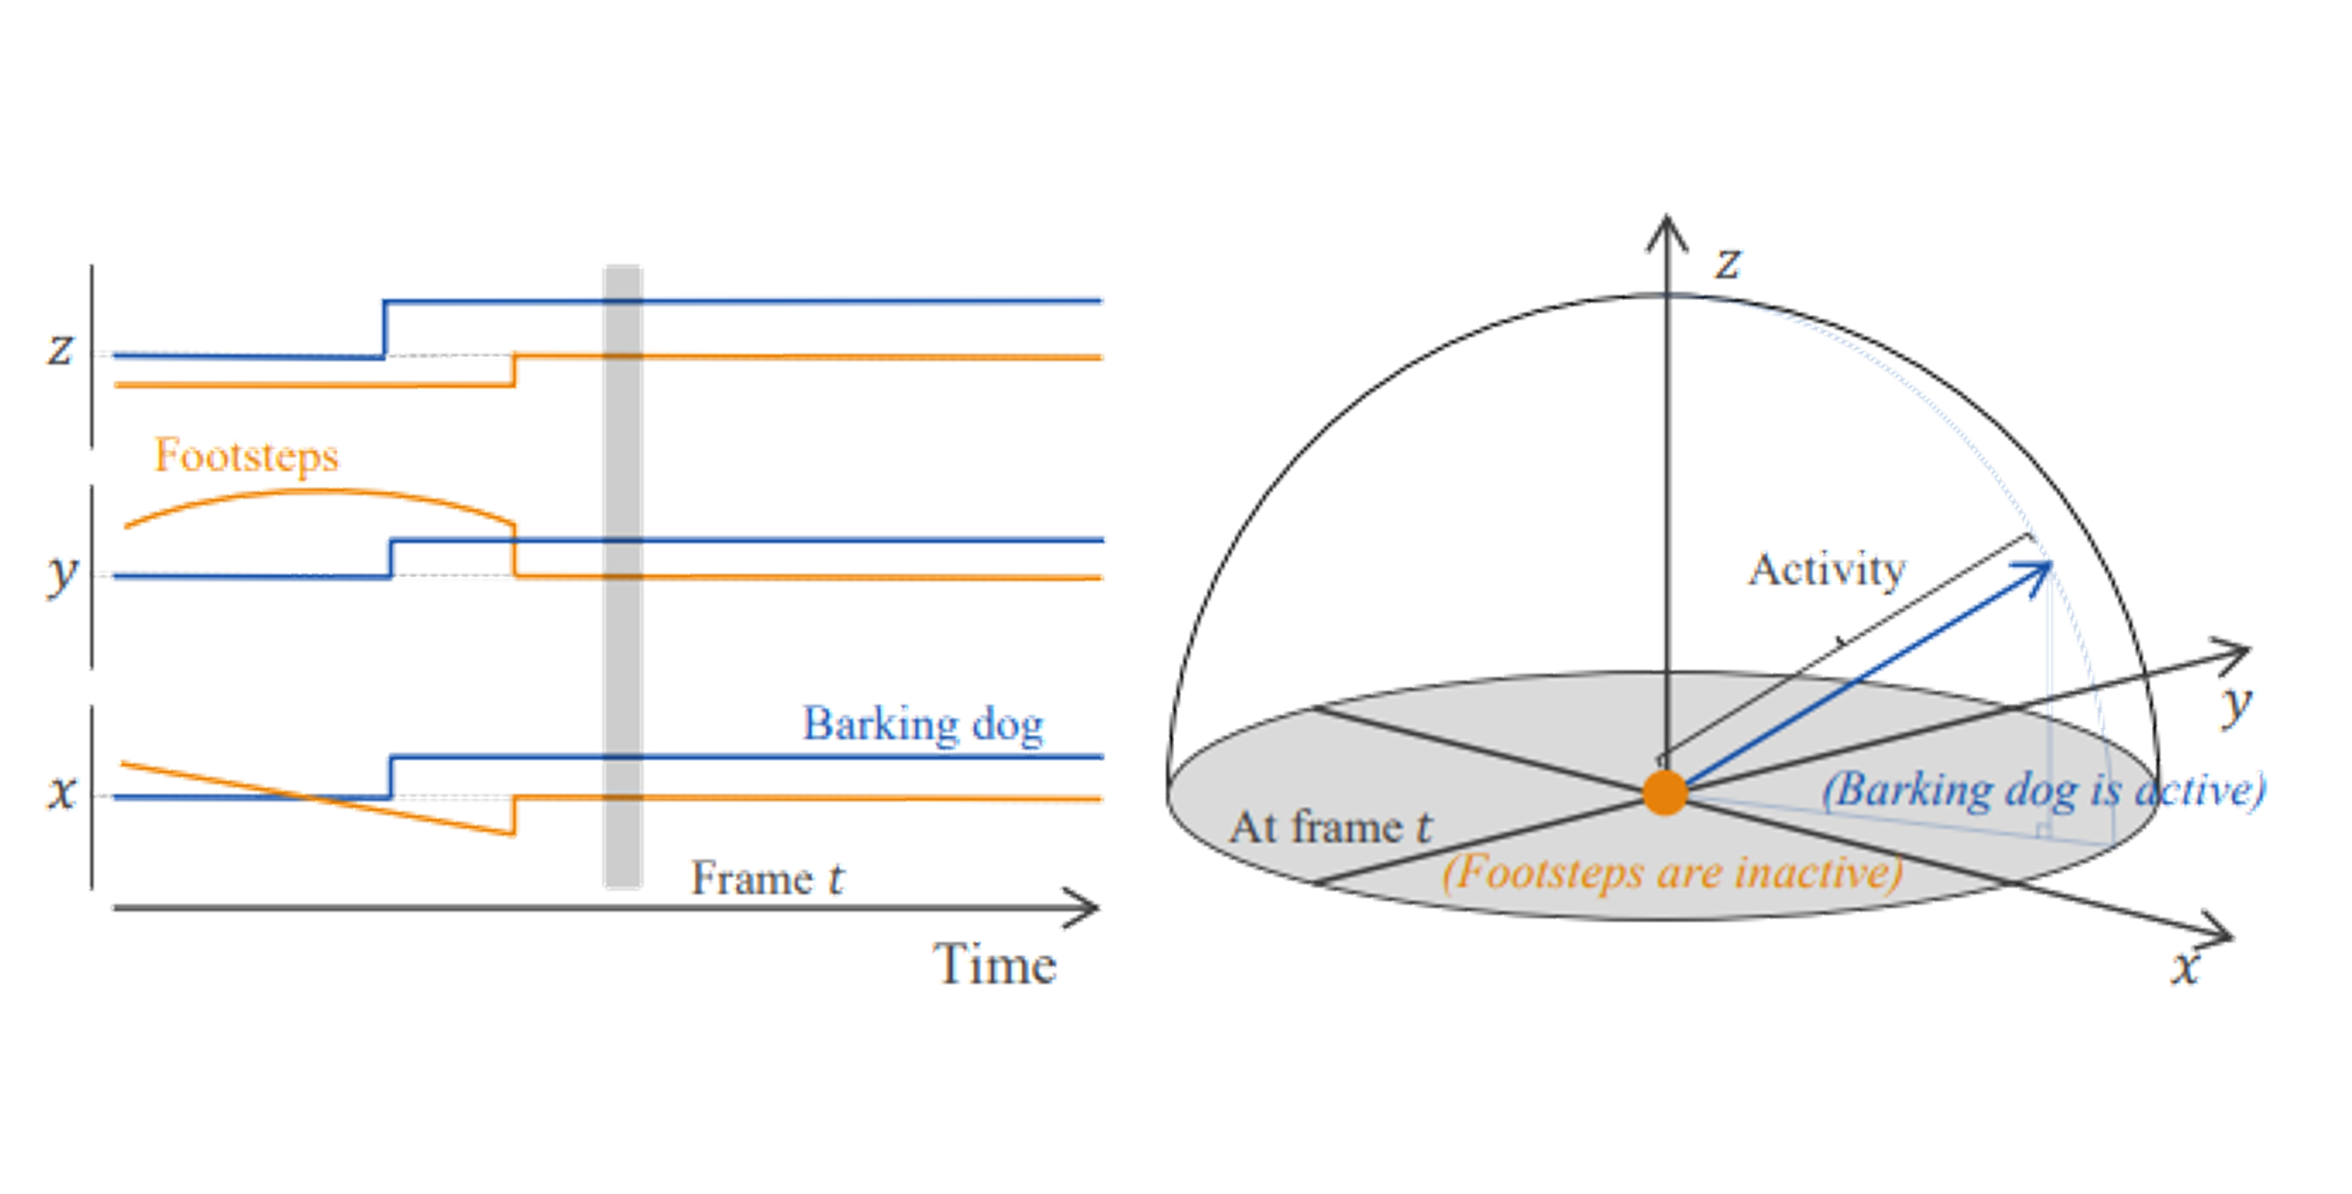 z
Footsteps
y
Barking dog
x
Frame t
Time
z
Activity
y
(Barking dog is active)
At frame t
(Footsteps are inactive)
x